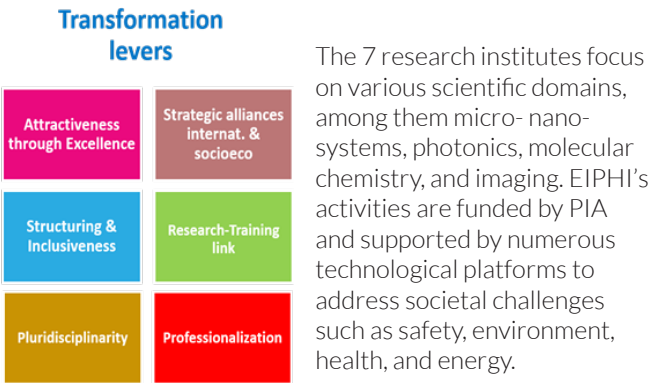 Transformation
levers
Attractiveness
through Excellence
Strategic alliances
internat. &
socioeco
Structuring &
Inclusiveness
Research-Training
link
Pluridisciplinarity
Professionalization
The 7 research institutes focus
on various scientific domains,
among them micro- nano-
systems, photonics, molecular
chemistry, and imaging. EIPHI’s
activities are funded by PIA
and supported by numerous
technological platforms to
address societal challenges
such as safety, environment,
health, and energy.